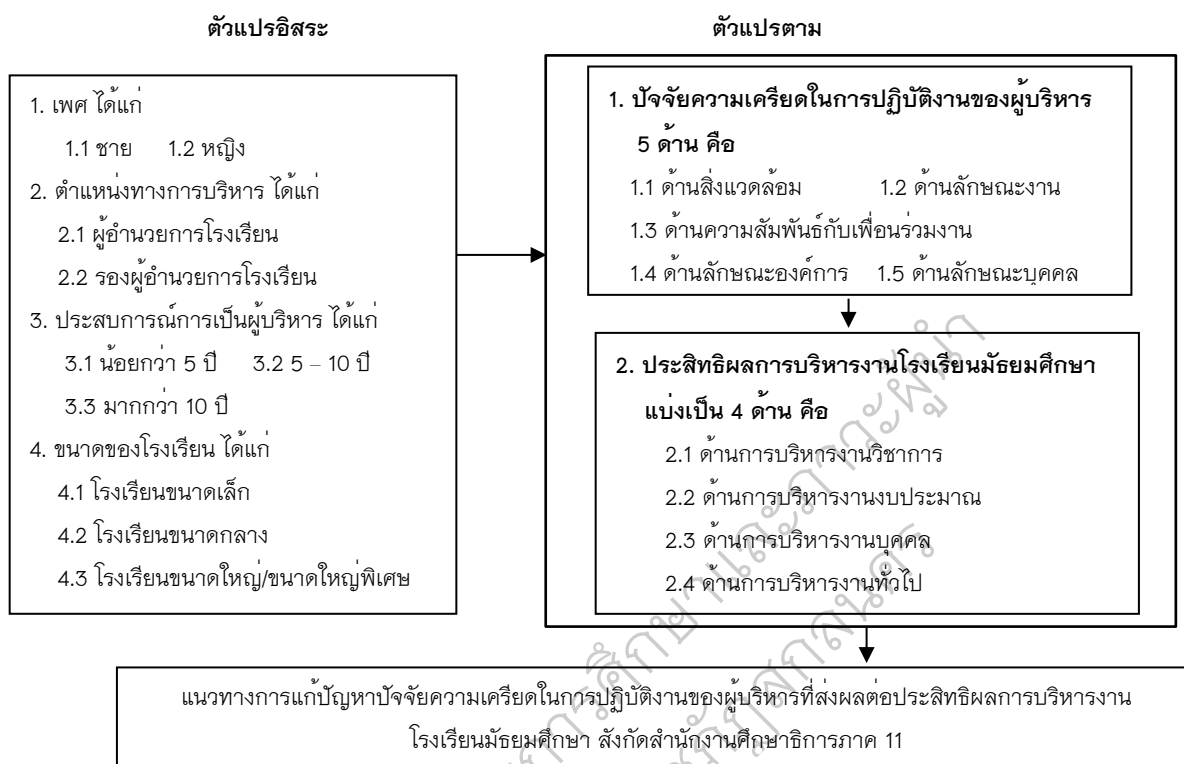 ตัวแปรอิสระ
1. เพศ ได้แก่
1.1 ชาย 1.2 หญิง
2. ตำแหน่งทางการบริหาร ได้แก่
2.1 ผู้อำนวยการโรงเรียน
2.2 รองผู้อำนวยการโรงเรียน
3. ประสบการณ์การเป็นผู้บริหาร ได้แก่
3.1 น้อยกว่า 5 ปี 3.2 5 – 10 ปี
3.3 มากกว่า 10 ปี
4. ขนาดของโรงเรียน ได้แก่
4.1 โรงเรียนขนาดเล็ก
4.2 โรงเรียนขนาดกลาง
4.3 โรงเรียนขนาดใหญ่/ขนาดใหญ่พิเศษ
ตัวแปรตาม
1. ปัจจัยความเครียดในการปฏิบัติงานของผู้บริหาร
5 ด้าน คือ
1.1 ด้านสิ่งแวดล้อม 1.2 ด้านลักษณะงาน
1.3 ด้านความสัมพันธ์กับเพื่อนร่วมงาน
1.4 ด้านลักษณะองค์การ 1.5 ด้านลักษณะบุคคล
2. ประสิทธิผลการบริหารงานโรงเรียนมัธยมศึกษา
แบ่งเป็น 4 ด้าน คือ
2.1 ด้านการบริหารงานวิชาการ
2.2 ด้านการบริหารงานงบประมาณ
2.3 ด้านการบริหารงานบุคคล
2.4 ด้านการบริหารงานทั่วไป
แนวทางการแก้ปัญหาปัจจัยความเครียดในการปฏิบัติงานของผู้บริหารที่ส่งผลต่อประสิทธิผลการบริหารงาน
โรงเรียนมัธยมศึกษา สังกัดสำนักงานศึกษาธิการภาค 11